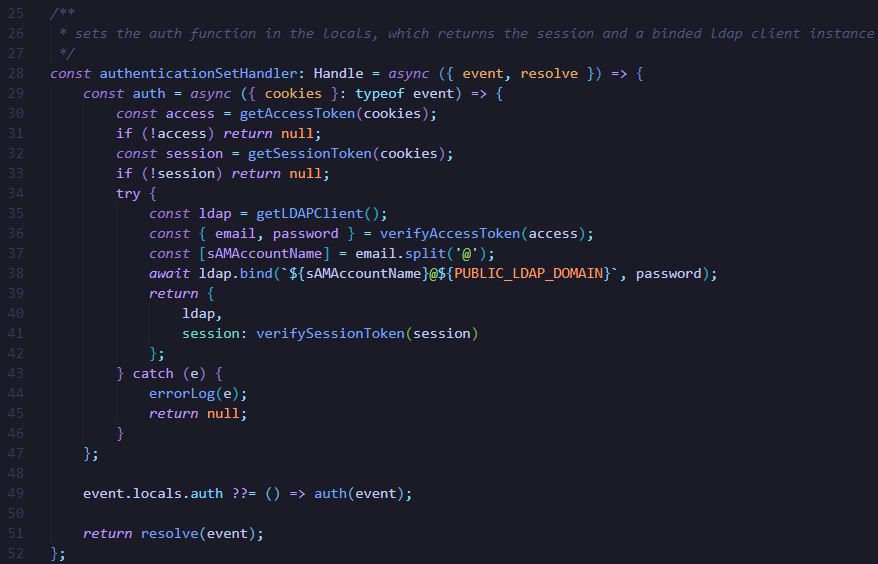 25 /**
26  * sets the auth function in the locals, which returns the session and a binded ldap client instance
27  */
28 const authenticationSetHandler: Handle = async ({ event, resolve }) => {
29     const auth = async ({ cookies }: typeof event) => {
30         const access = getAccessToken(cookies);
31         if (!access) return null;
32         const session = getSessionToken(cookies);
33         if (!session) return null;
34         try {
35             const ldap = getLDAPClient();
36             const { email, password } = verifyAccessToken(access);
37             const [sAMAccountName] = email.split('@');
38             await ldap.bind(`${sAMAccountName}@${PUBLIC_LDAP_DOMAIN}`, password);
39             return {
40                 ldap,
41                 session: verifySessionToken(session)
42             };
43         } catch (e) {
44             errorLog(e);
45             return null;
46         }
47     };
48
49     event.locals.auth ??= () => auth(event);
50
51     return resolve(event);
52 };